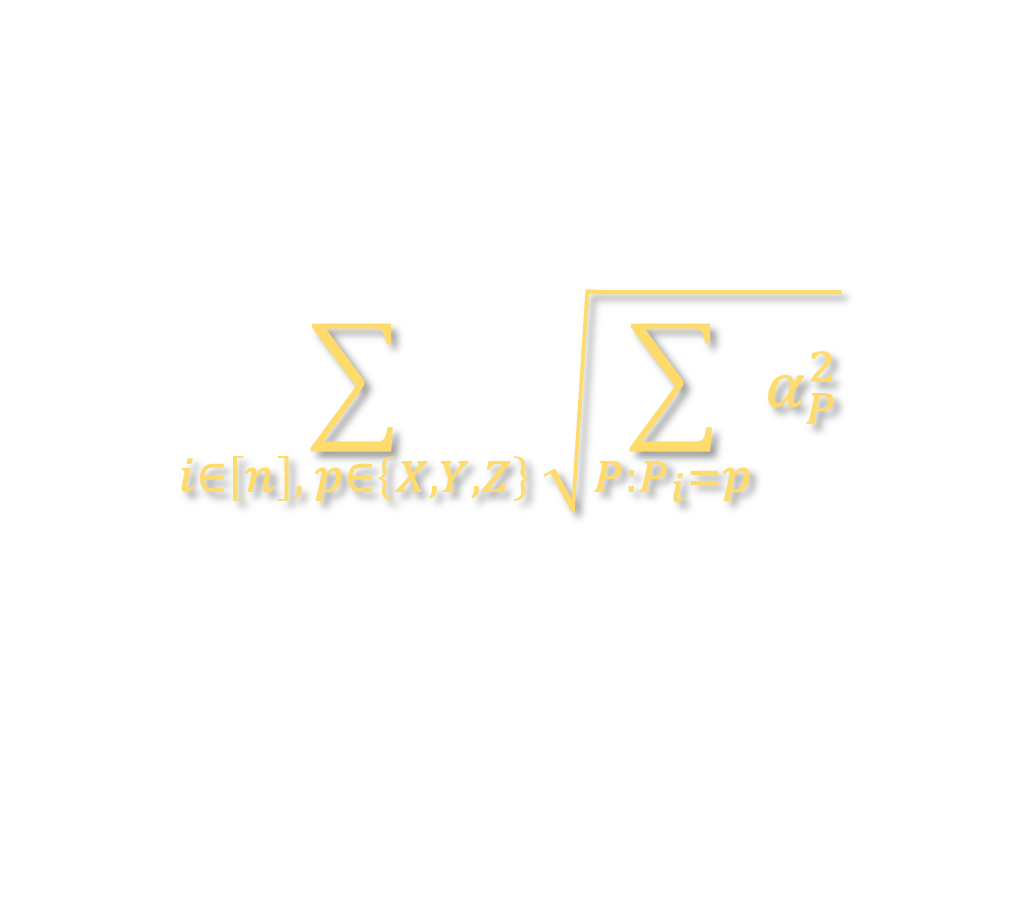 ∑_{i∈[n], p∈{X,Y,Z}} √(∑_{P:P_i=p} α_P^2)